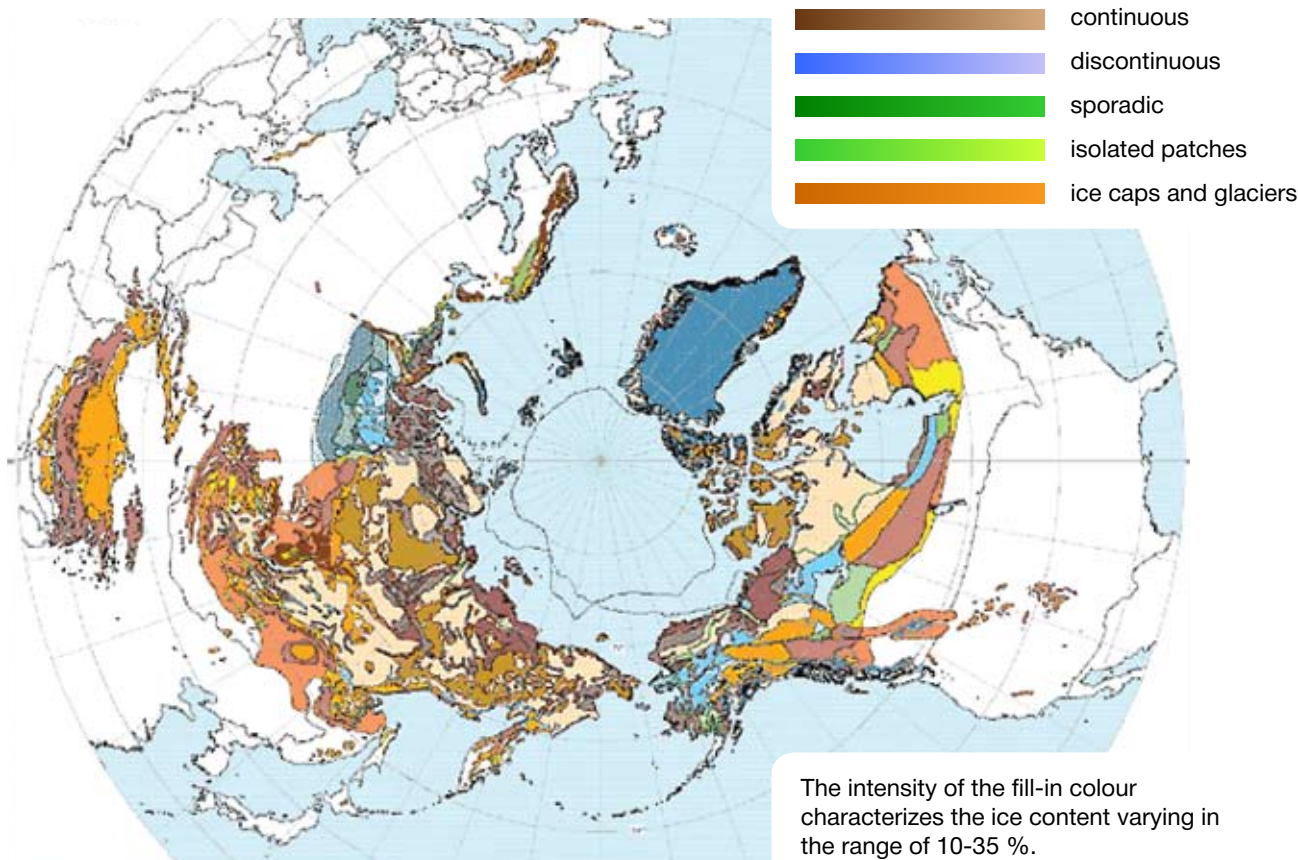 continuous
discontinuous
sporadic
isolated patches
ice caps and glaciers
The intensity of the fill-in colour
characterizes the ice content varying in
the range of 10-35 %.